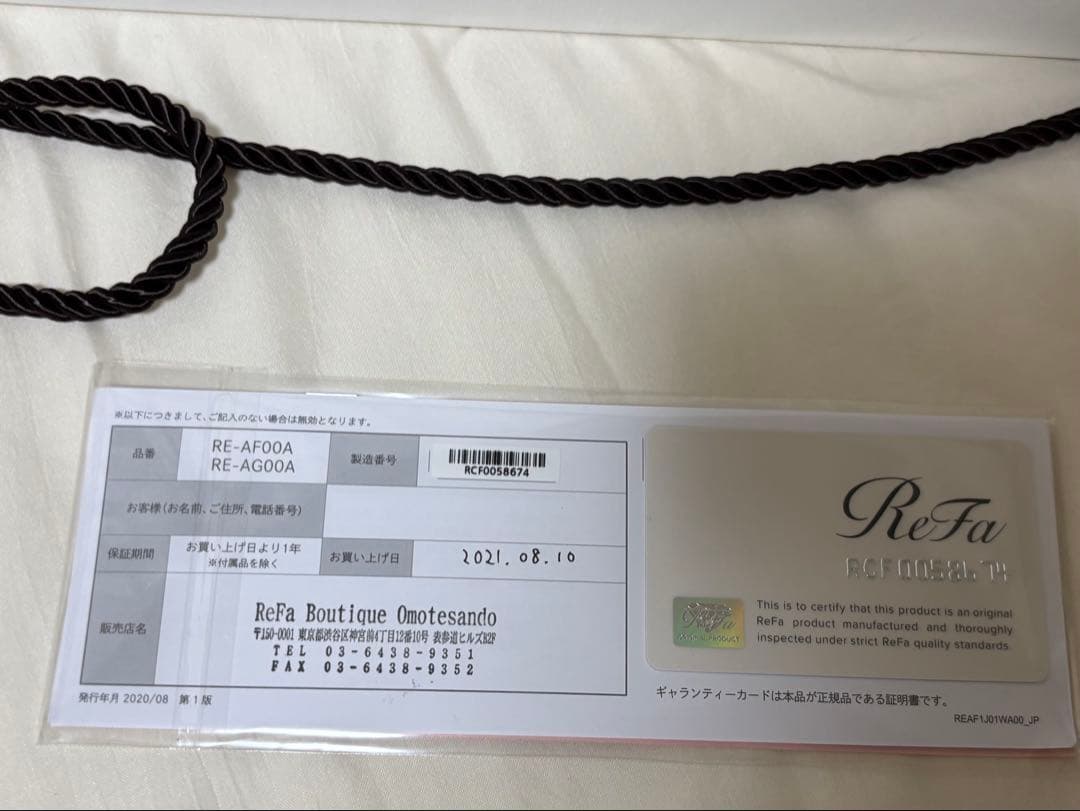 ※以下につきまして、ご記入のない場合は無効となります。
品番
RE-AF00A
RE-AG00A
製造番号
RCF0058674
お客様(お名前、ご住所、電話番号)
保証期間
お買い上げ日より1年
※付属品を除く
お買い上げ日
2021.08.10
販売店名
ReFa Boutique Omotesando
〒150-0001 東京都渋谷区神宮前4丁目12番10号 表参道ヒルズB2F
TEL 03-6438-9351
FAX 03-6438-9352
発行年月 2020/08 第1版
ReFa
RCF0058674
ReFa
ORIGINAL PRODUCT
This is to certify that this product is an original
ReFa product manufactured and thoroughly
inspected under strict ReFa quality standards.
ギャランティーカードは本品が正規品である証明書です。
REAF1J01WA00_JP